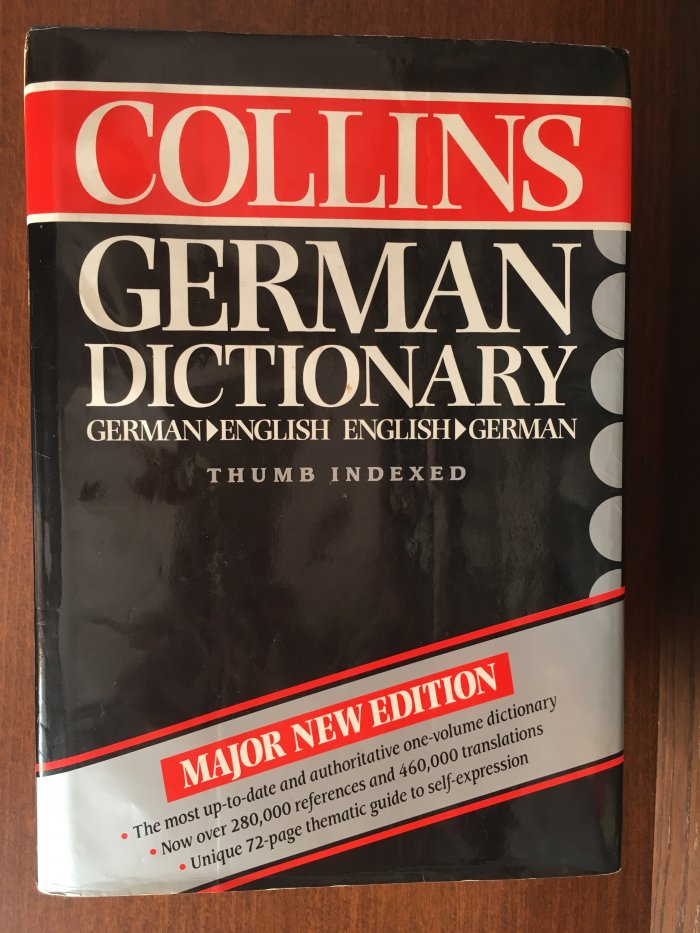 COLLINS
GERMAN
DICTIONARY
GERMAN▶ENGLISH ENGLISH▶GERMAN
THUMB INDEXED
MAJOR NEW EDITION
• The most up-to-date and authoritative one-volume dictionary
• Now over 280,000 references and 460,000 translations
• Unique 72-page thematic guide to self-expression